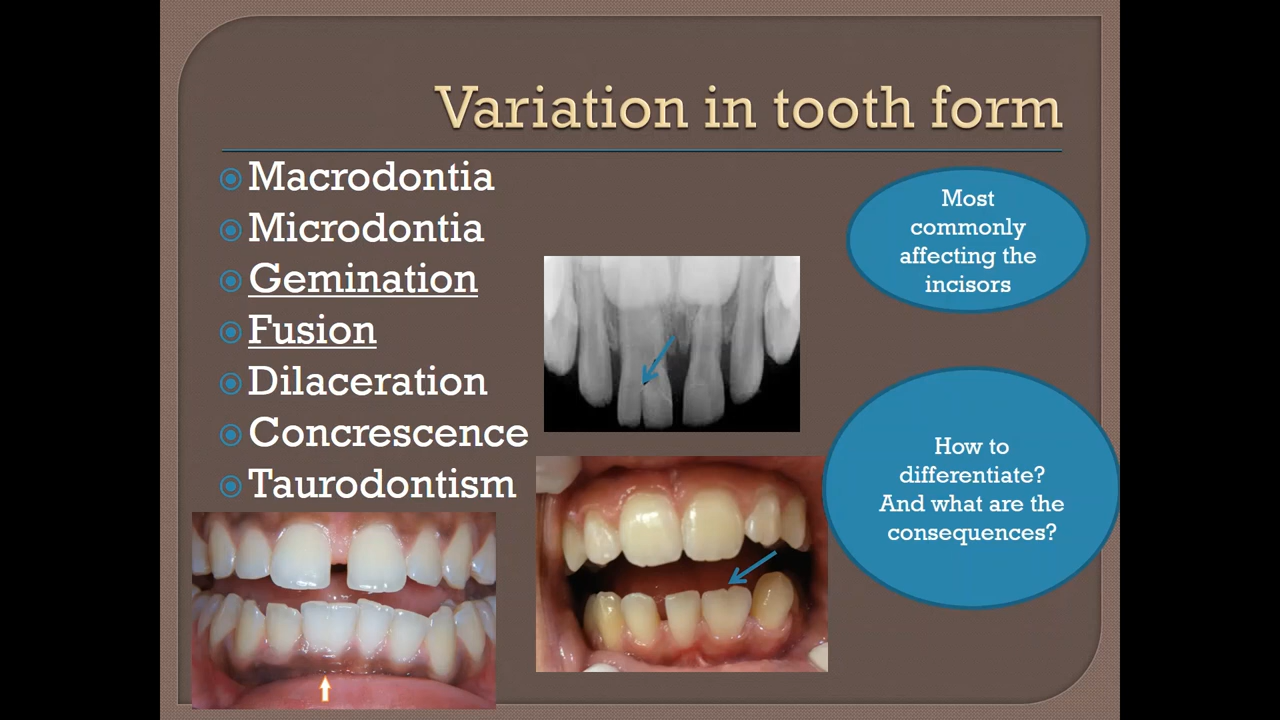 Variation in tooth form
Macrodontia
Microdontia
Gemination
Fusion
Dilaceration
Concrescence
Taurodontism
Most
commonly
affecting the
incisors
How to
differentiate?
And what are the
consequences?